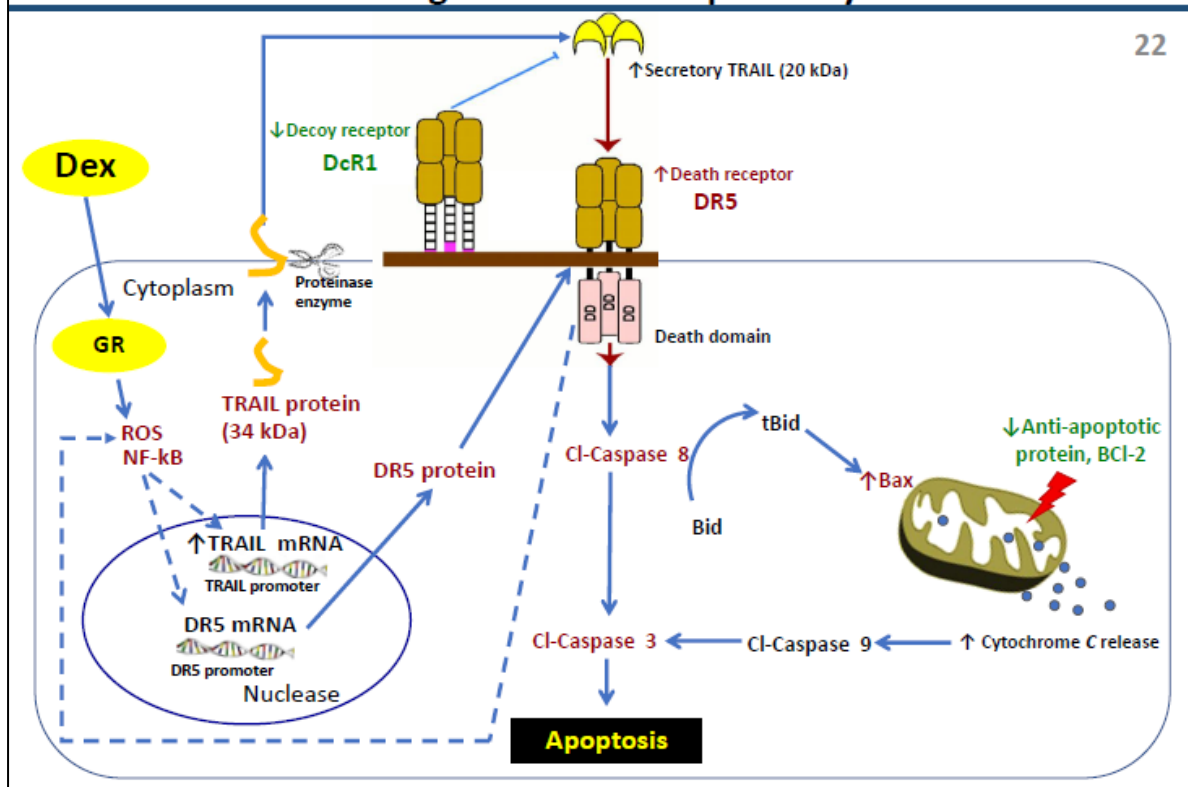 22
↑Secretory TRAIL (20 kDa)
↓Decoy receptor
DcR1
↑Death receptor
DR5
Dex
Cytoplasm
Proteinase
enzyme
GR
DD
DD
DD
Death domain
TRAIL protein
(34 kDa)
ROS
NF-kB
DR5 protein
Cl-Caspase 8
tBid
Bid
↑Bax
↓Anti-apoptotic
protein, BCl-2
↑TRAIL mRNA
TRAIL promoter
DR5 mRNA
DR5 promoter
Nuclease
Cl-Caspase 3
Cl-Caspase 9
↑ Cytochrome C release
Apoptosis